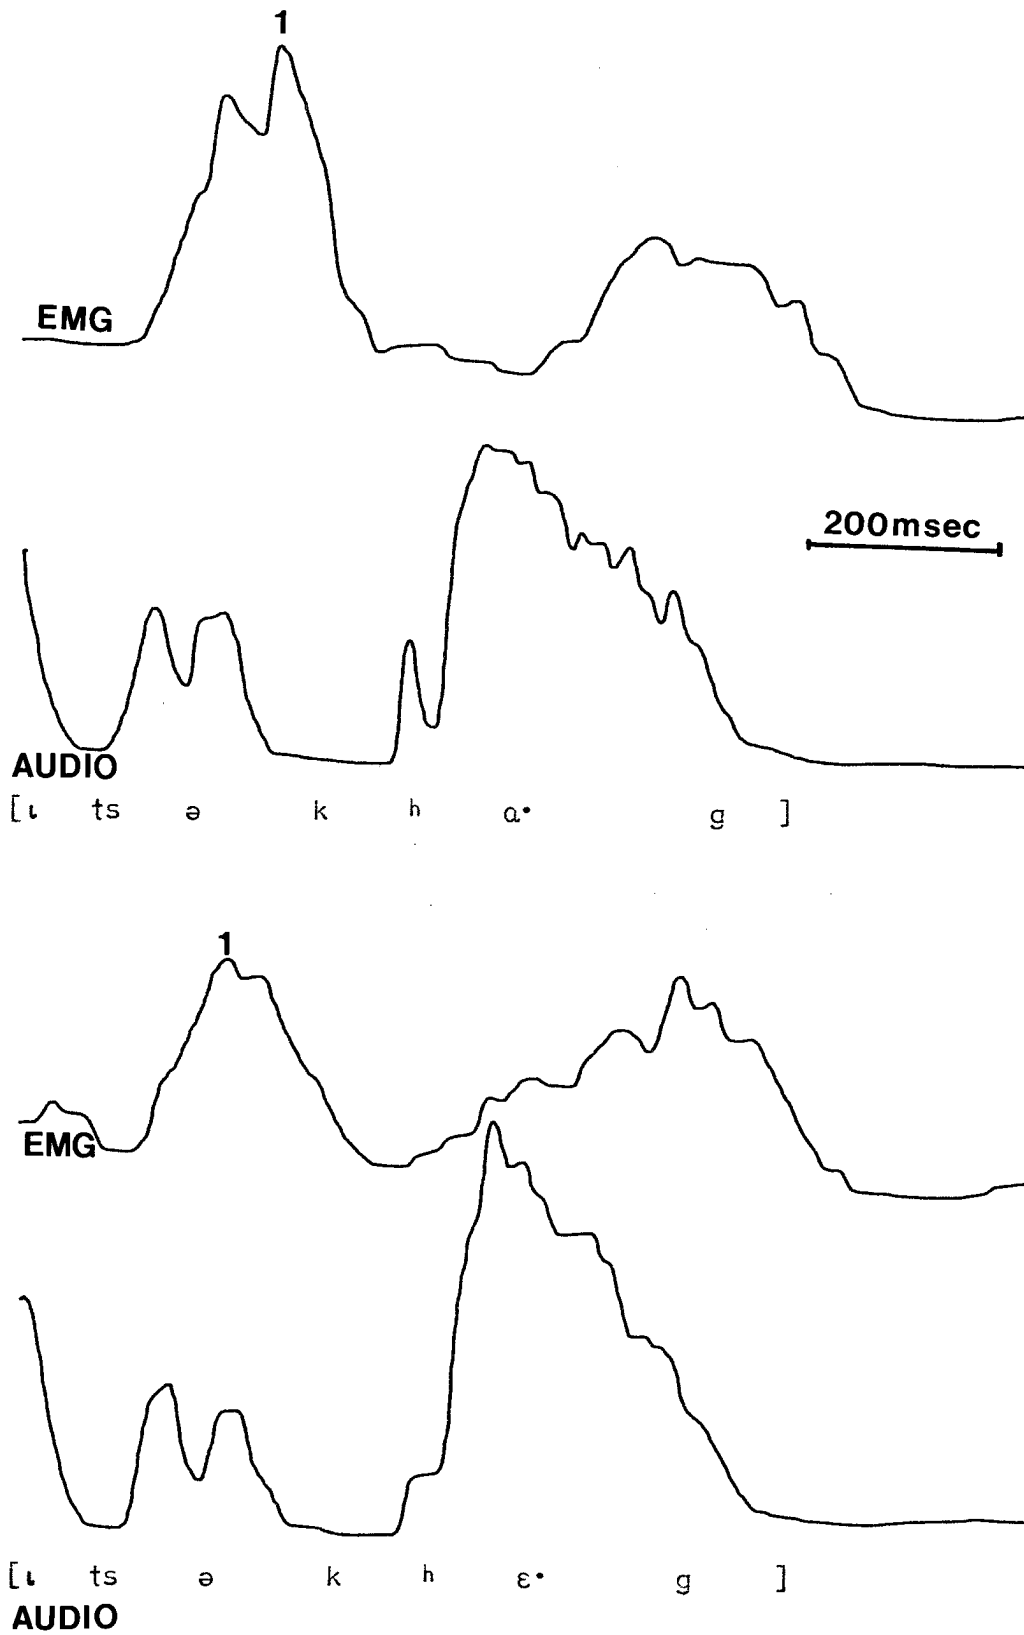 1
EMG
200msec
AUDIO
[ɩ ts ə k h ɑ· g ]
1
EMG
[ɩ ts ə k h ɛ· g ]
AUDIO